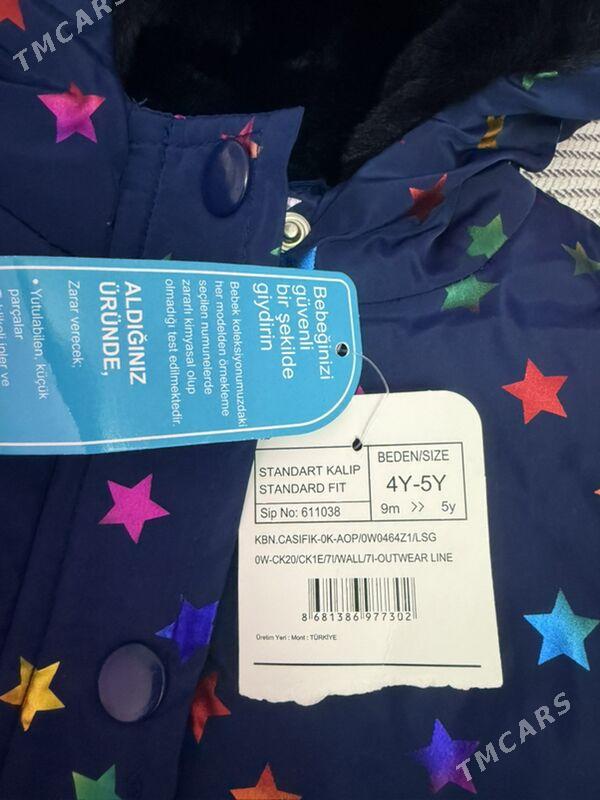 TMCARS
Bebeğinizi
güvenli
bir şekilde
giydirin
Bebek koleksiyonumuzdaki
her modelden örnekleme
seçilen numunelerde
zararlı kimyasal olup
olmadığı test edilmektedir.
ALDIĞINIZ
ÜRÜNDE,
Zarar verecek;
• Yutulabilen, küçük
parçalar
ipler ve
STANDART KALIP
STANDARD FIT
Sip No: 611038
BEDEN/SIZE
4Y-5Y
9m >> 5y
KBN.CASIFIK-0K-AOP/0W0464Z1/LSG
0W-CK20/CK1E/7I/WALL/7I-OUTWEAR LINE
8 681386 977302
Üretim Yeri : Mont : TÜRKİYE
TMCARS